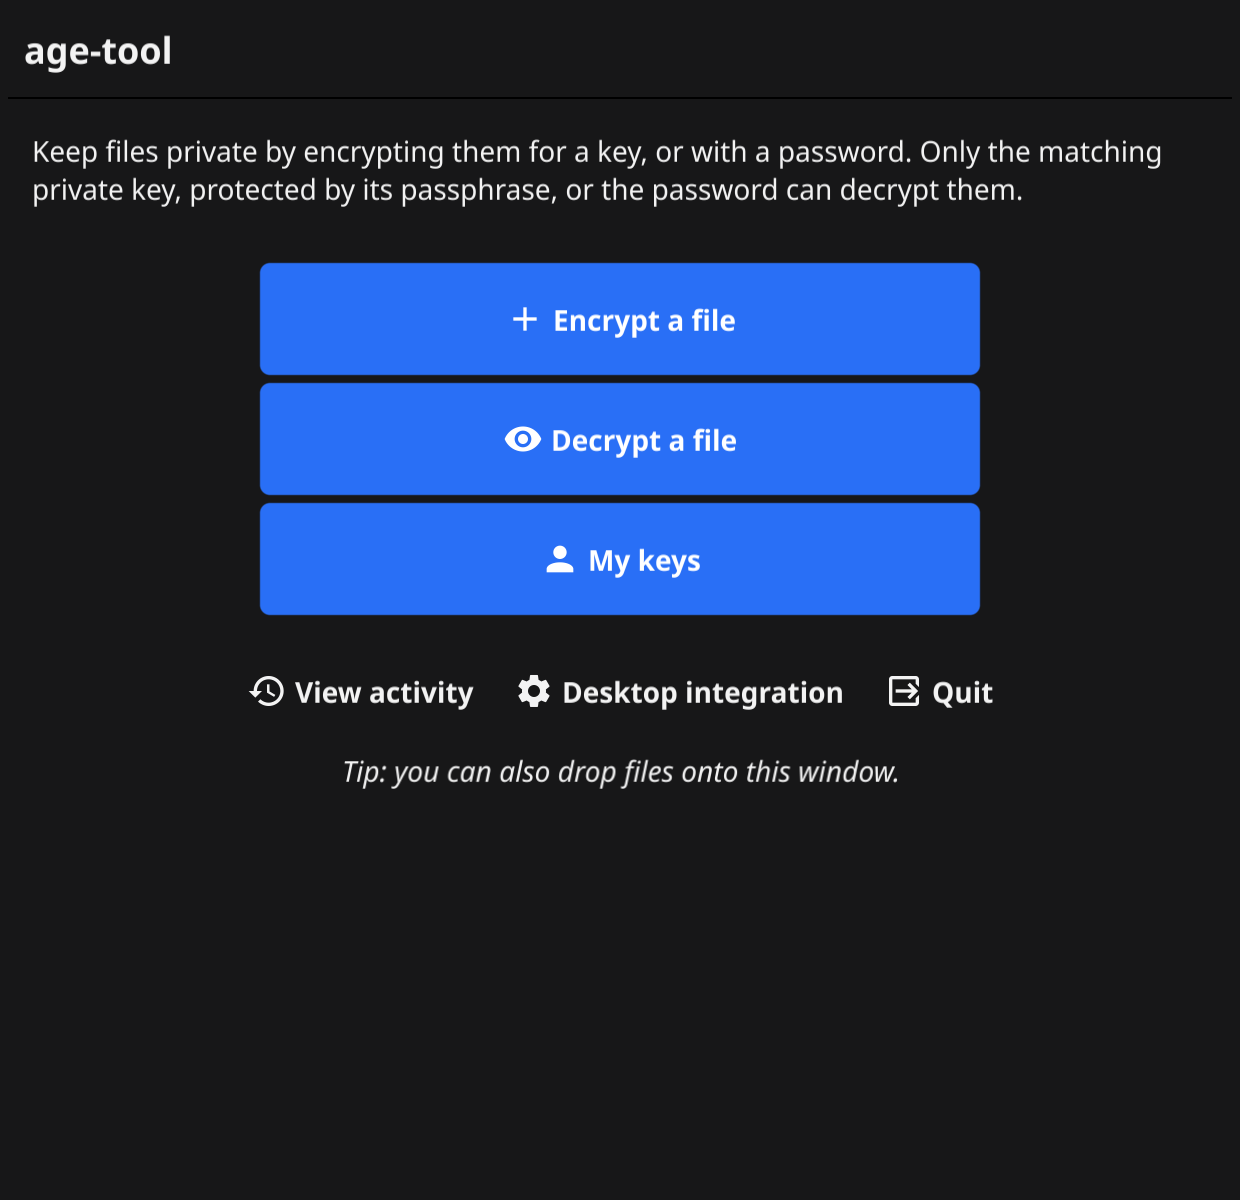 age-tool
Keep files private by encrypting them for a key, or with a password. Only the matching
private key, protected by its passphrase, or the password can decrypt them.
Encrypt a file
Decrypt a file
My keys
View activity Desktop integration Quit
Tip: you can also drop files onto this window.